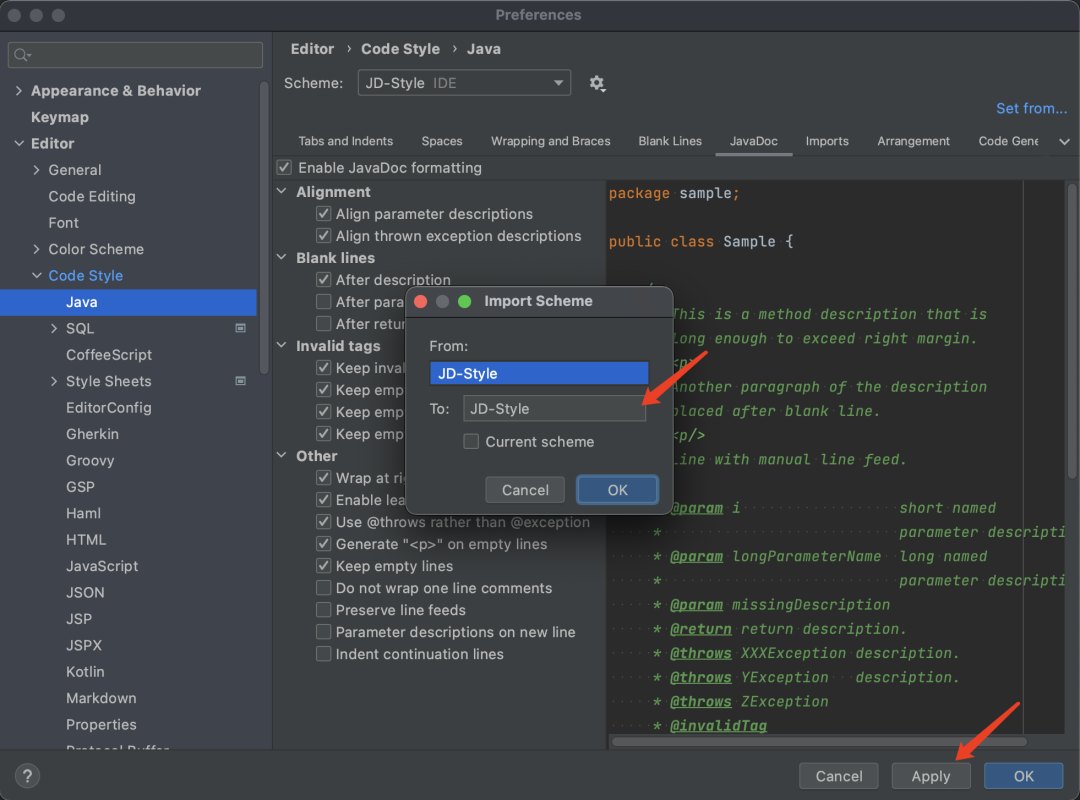 Preferences
Editor › Code Style › Java
Scheme: JD-Style IDE
Set from...
Tabs and Indents Spaces Wrapping and Braces Blank Lines JavaDoc Imports Arrangement Code Gene
Appearance & Behavior
Keymap
Editor
General
Code Editing
Font
Color Scheme
Code Style
Java
SQL
CoffeeScript
Style Sheets
EditorConfig
Gherkin
Groovy
GSP
Haml
HTML
JavaScript
JSON
JSP
JSPX
Kotlin
Markdown
Properties
Protocol Buffer
Enable JavaDoc formatting
Alignment
Align parameter descriptions
Align thrown exception descriptions
Blank lines
After description
After para
After retur
Invalid tags
Keep inval
Keep emp
Keep emp
Keep emp
Other
Wrap at ri
Enable lea
Use @throws rather than @exception
Generate "<p>" on empty lines
Keep empty lines
Do not wrap one line comments
Preserve line feeds
Parameter descriptions on new line
Indent continuation lines
Import Scheme
From:
JD-Style
To: JD-Style
Current scheme
Cancel OK
package sample;
public class Sample {
This is a method description that is
long enough to exceed right margin.
<p>
Another paragraph of the description
placed after blank line.
<p/>
Line with manual line feed.
@param i short named
* parameter descripti
* @param longParameterName long named
* parameter descripti
* @param missingDescription
* @return return description.
* @throws XXXException description.
* @throws YException description.
* @throws ZException
* @invalidTag
?
Cancel Apply OK